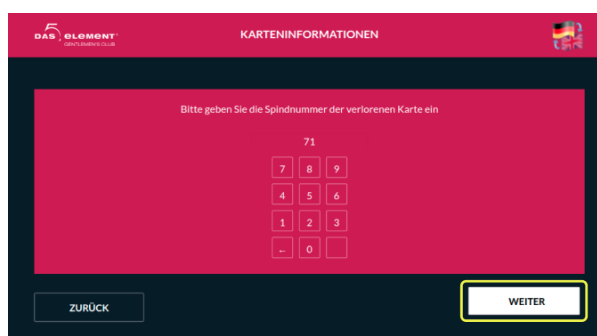 DAS 5 ELEMENT
GENTLEMEN'S CLUB
KARTENINFORMATIONEN
Bitte geben Sie die Spindnummer der verlorenen Karte ein
71
7 8 9
4 5 6
1 2 3
← 0
ZURÜCK
WEITER